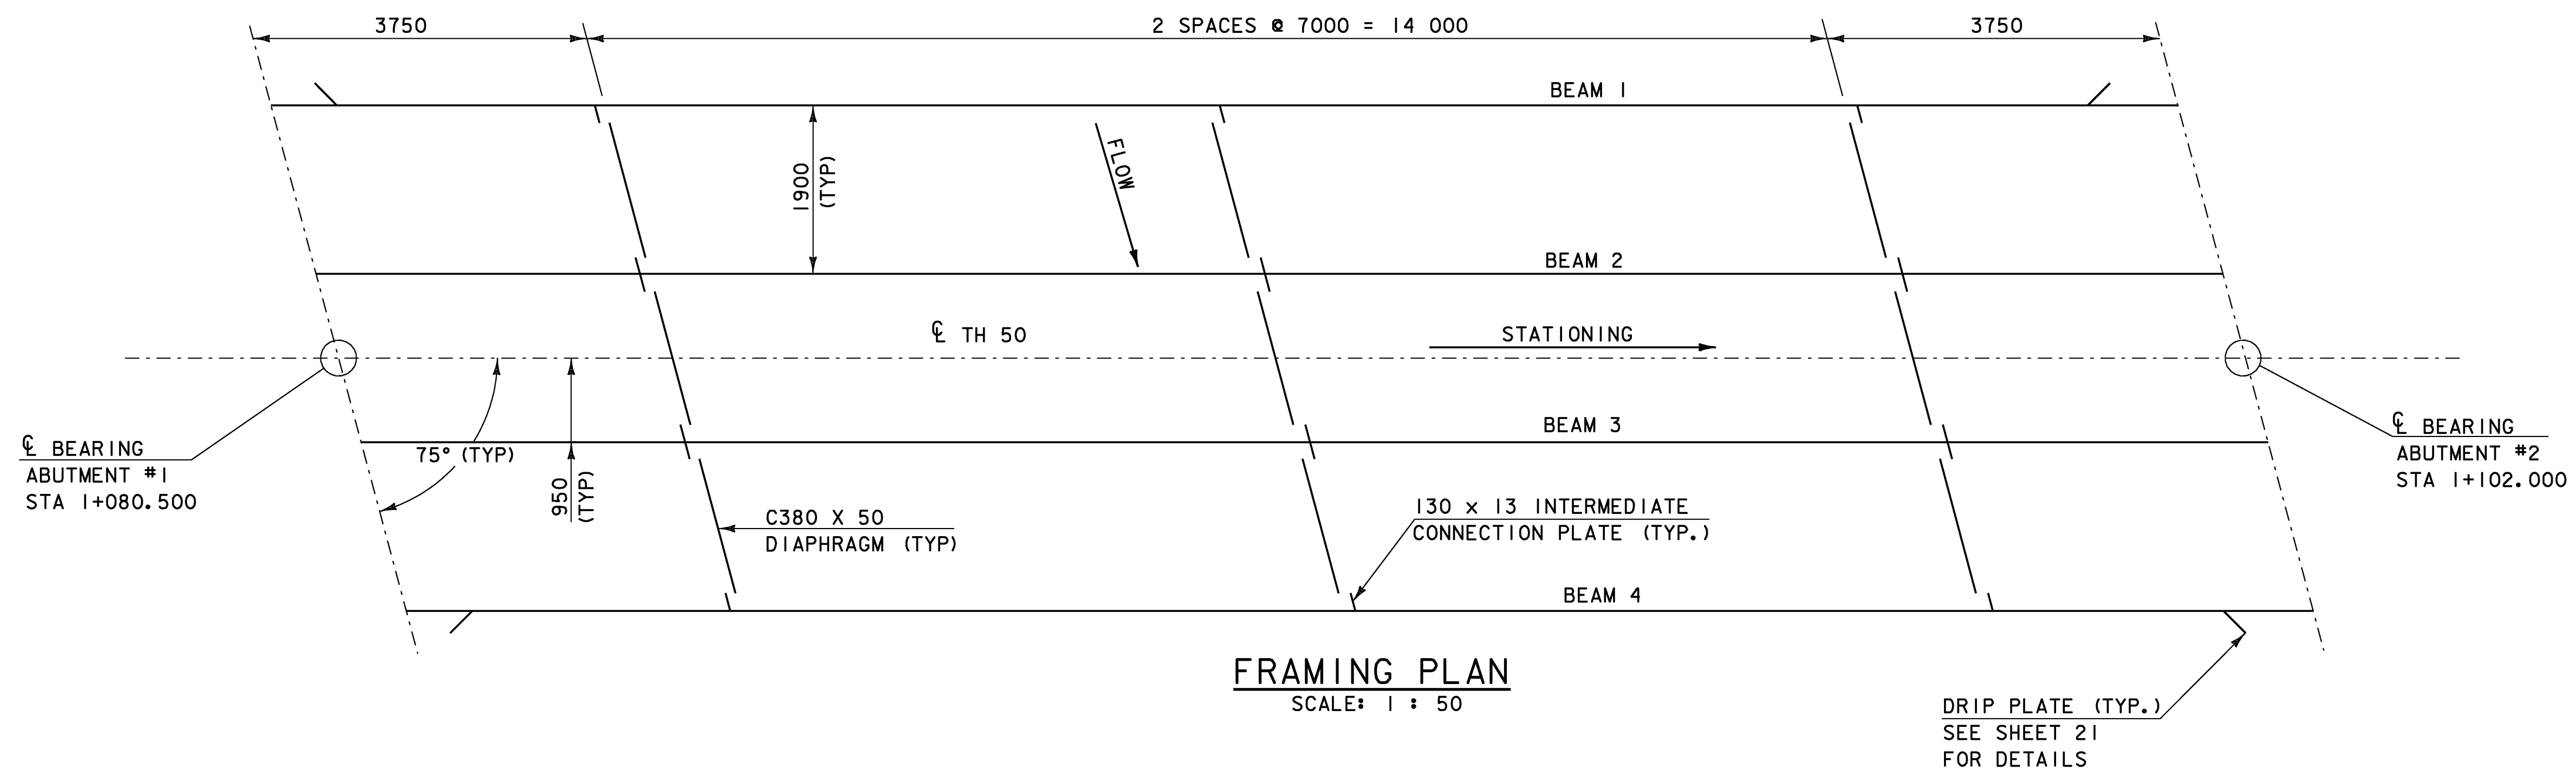 3750
2 SPACES @ 7000 = 14 000
3750
BEAM 1
1900
(TYP)
FLOW
BEAM 2
℄ TH 50
STATIONING
℄ BEARING
ABUTMENT #1
STA 1+080.500
75° (TYP)
950
(TYP)
BEAM 3
℄ BEARING
ABUTMENT #2
STA 1+102.000
C380 X 50
DIAPHRAGM (TYP)
130 x 13 INTERMEDIATE
CONNECTION PLATE (TYP.)
BEAM 4
FRAMING PLAN
SCALE: 1 : 50
DRIP PLATE (TYP.)
SEE SHEET 21
FOR DETAILS